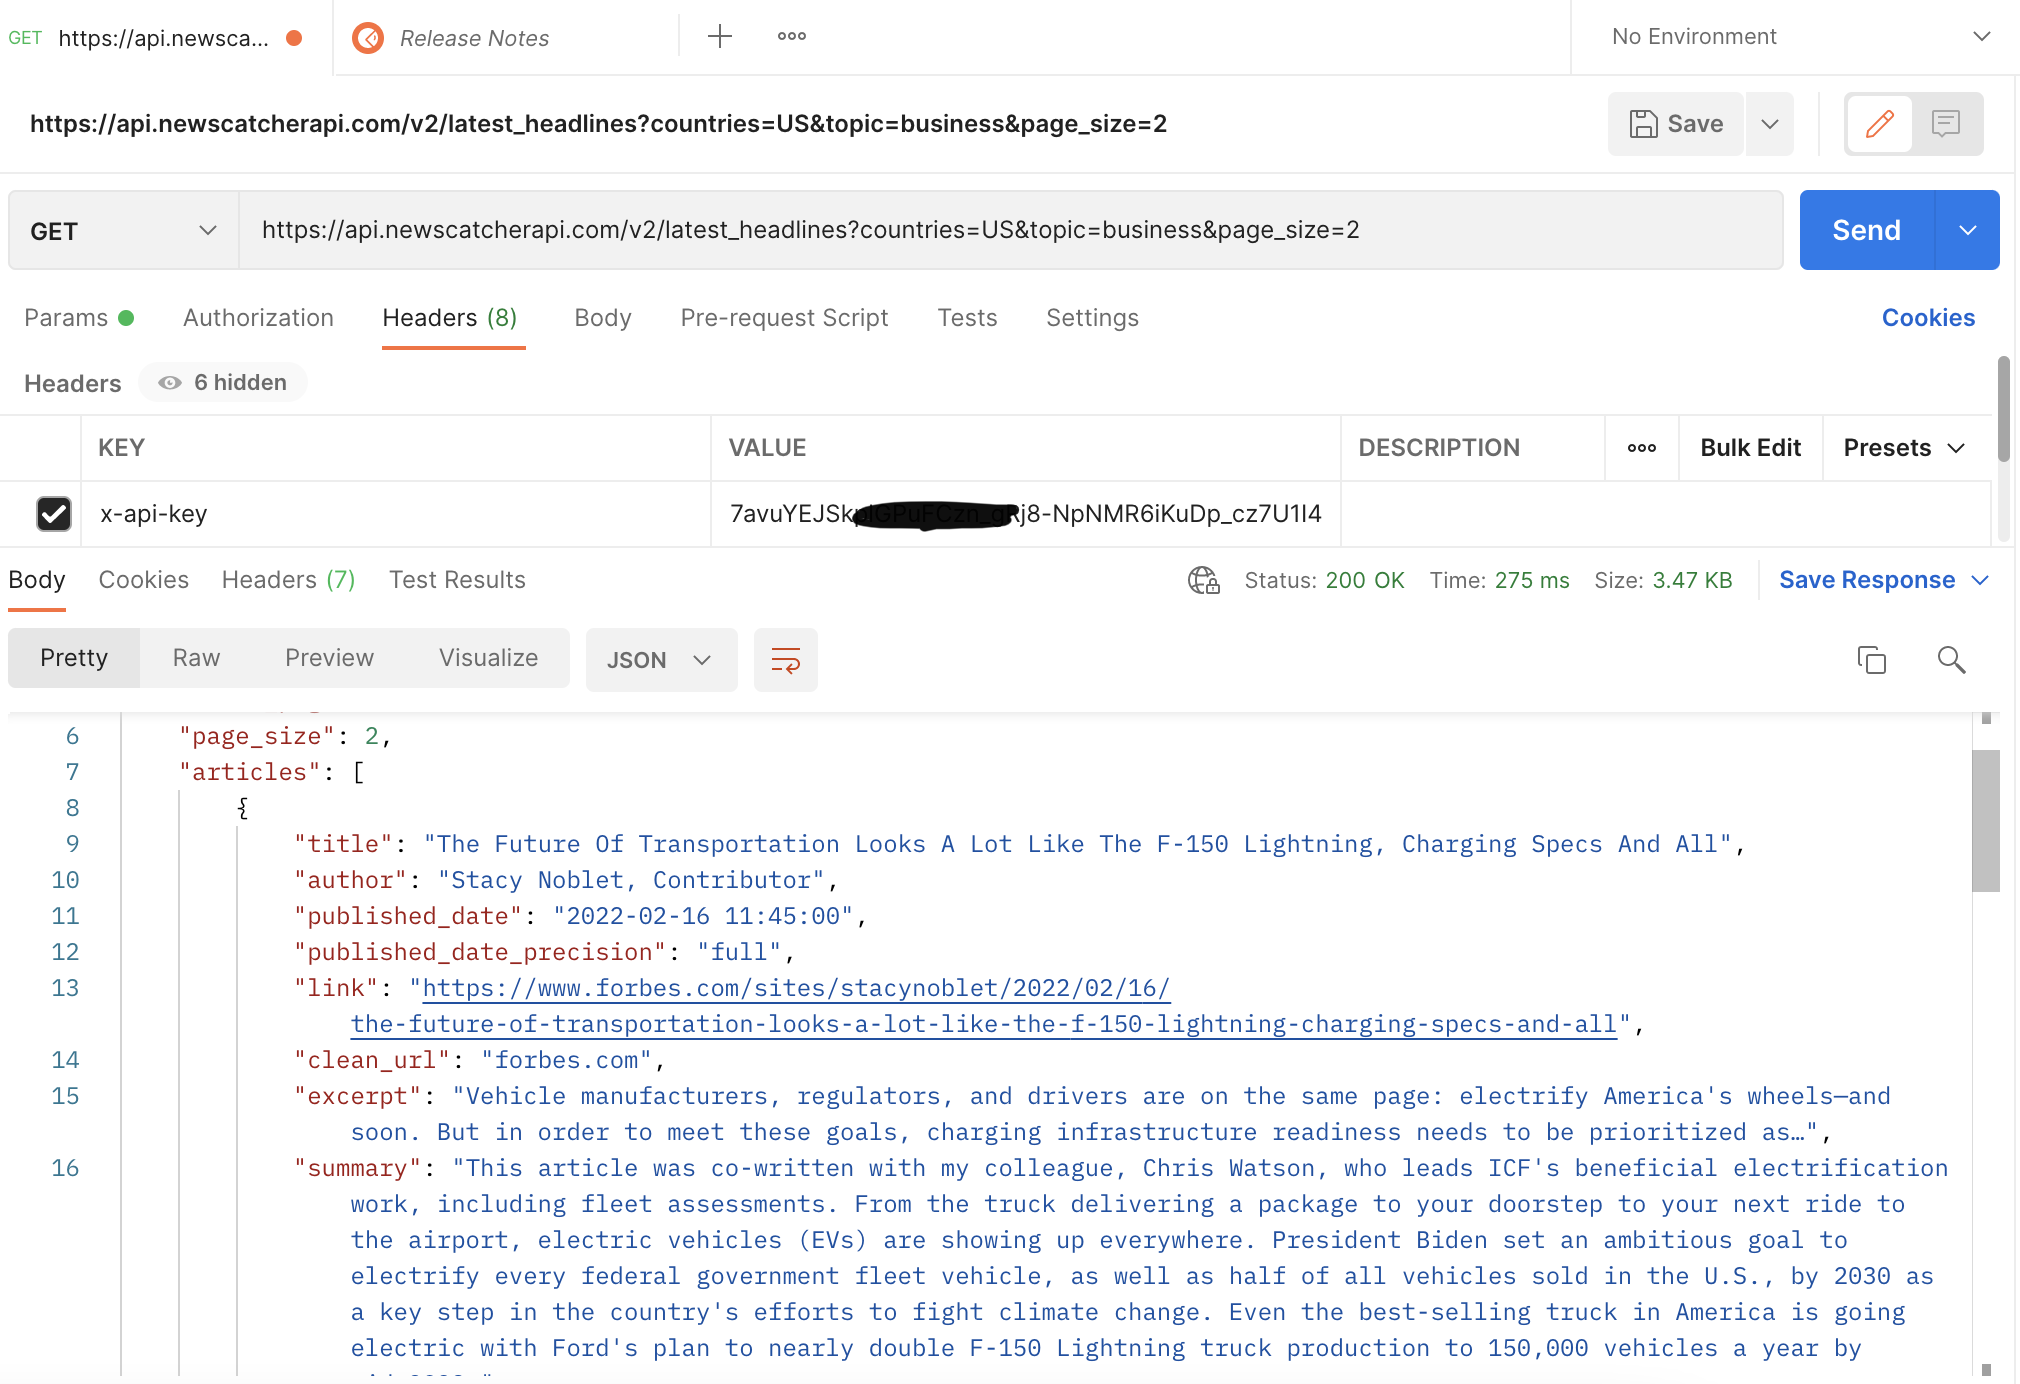 GET https://api.newsca...
Release Notes
No Environment
https://api.newscatcherapi.com/v2/latest_headlines?countries=US&topic=business&page_size=2
Save
GET
https://api.newscatcherapi.com/v2/latest_headlines?countries=US&topic=business&page_size=2
Send
Params Authorization Headers (8) Body Pre-request Script Tests Settings Cookies
Headers 6 hidden
KEY VALUE DESCRIPTION Bulk Edit Presets
x-api-key 7avuYEJSk j8-NpNMR6iKuDp_cz7U1I4
Body Cookies Headers (7) Test Results Status: 200 OK Time: 275 ms Size: 3.47 KB Save Response
Pretty Raw Preview Visualize JSON
6 "page_size": 2,
7 "articles": [
8 {
9 "title": "The Future Of Transportation Looks A Lot Like The F-150 Lightning, Charging Specs And All",
10 "author": "Stacy Noblet, Contributor",
11 "published_date": "2022-02-16 11:45:00",
12 "published_date_precision": "full",
13 "link": "https://www.forbes.com/sites/stacynoblet/2022/02/16/
the-future-of-transportation-looks-a-lot-like-the-f-150-lightning-charging-specs-and-all",
14 "clean_url": "forbes.com",
15 "excerpt": "Vehicle manufacturers, regulators, and drivers are on the same page: electrify America's wheels—and
soon. But in order to meet these goals, charging infrastructure readiness needs to be prioritized as…",
16 "summary": "This article was co-written with my colleague, Chris Watson, who leads ICF's beneficial electrification
work, including fleet assessments. From the truck delivering a package to your doorstep to your next ride to
the airport, electric vehicles (EVs) are showing up everywhere. President Biden set an ambitious goal to
electrify every federal government fleet vehicle, as well as half of all vehicles sold in the U.S., by 2030 as
a key step in the country's efforts to fight climate change. Even the best-selling truck in America is going
electric with Ford's plan to nearly double F-150 Lightning truck production to 150,000 vehicles a year by